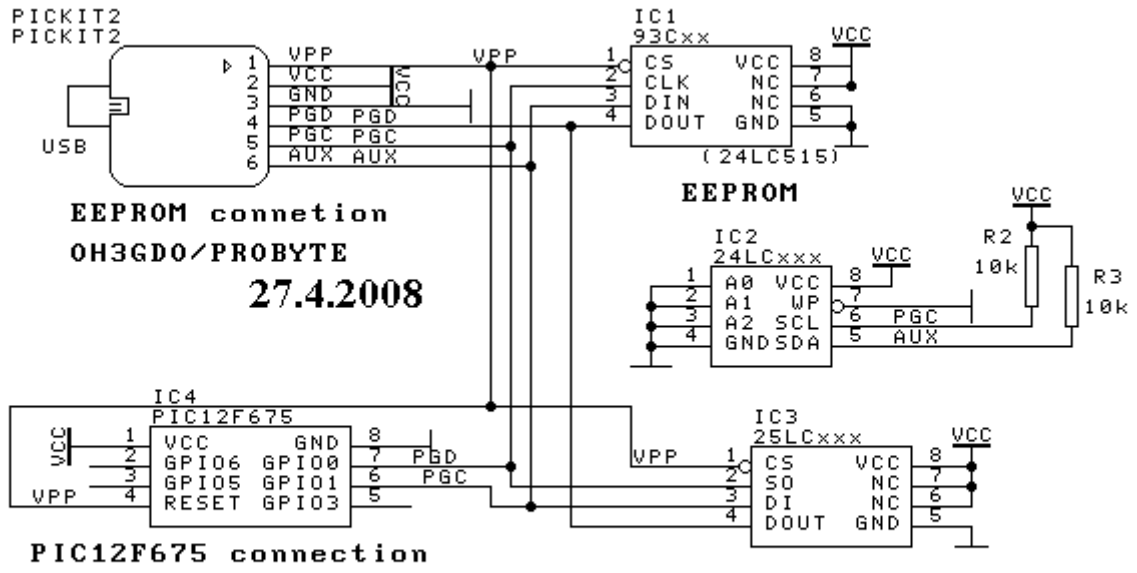 PICKIT2
PICKIT2
1 VPP VPP
2 VCC VCC
3 GND
4 PGD PGD
5 PGC PGC
6 AUX AUX
USB
EEPROM connetion
OH3GDO/PROBYTE
27.4.2008
IC1
93Cxx
VCC
1 CS VCC 8
2 CLK NC 7
3 DIN NC 6
4 DOUT GND 5
(24LC515)
EEPROM
IC2
24LCxxx
VCC
VCC
R2
10k
R3
10k
1 A0 VCC 8
2 A1 WP 7
3 A2 SCL 6 PGC
4 GND SDA 5 AUX
IC4
PIC12F675
VCC 1 VCC GND 8
2 GPIO6 GPIO0 7 PGD
3 GPIO5 GPIO1 6 PGC
VPP 4 RESET GPIO3 5
PIC12F675 connection
IC3
25LCxxx
VCC
VPP 1 CS VCC 8
2 SO NC 7
3 DI NC 6
4 DOUT GND 5